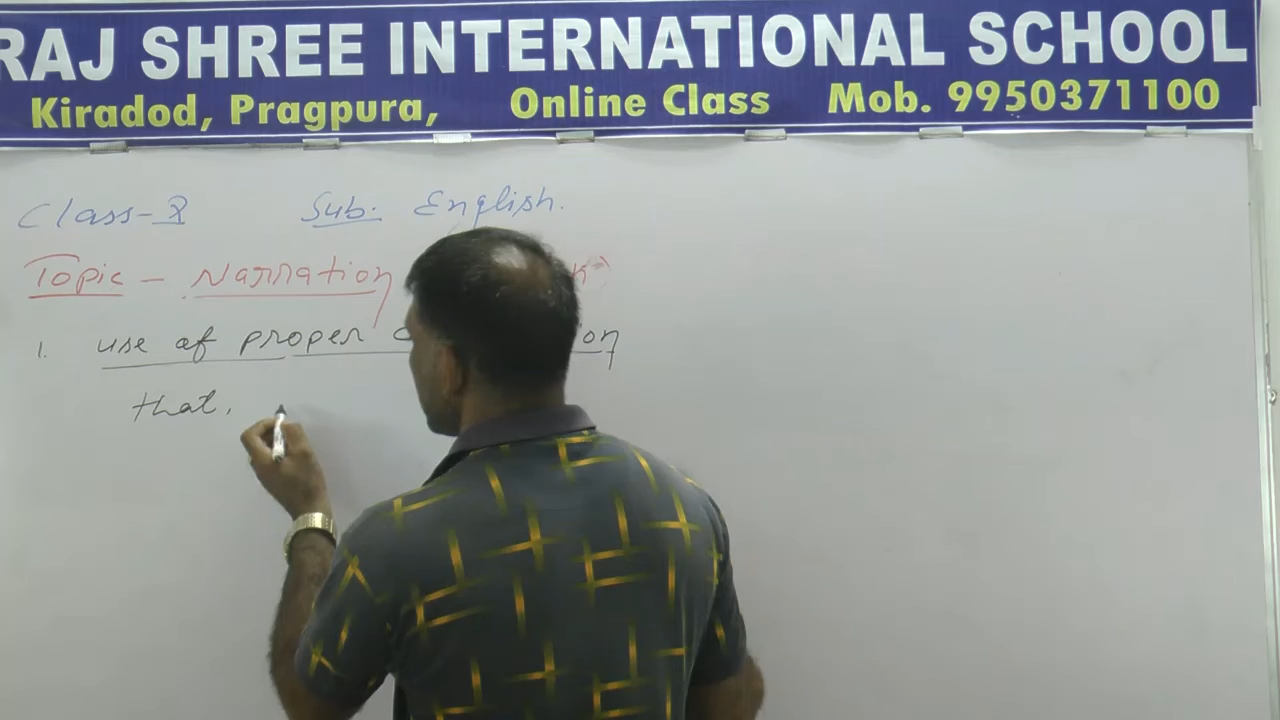 RAJ SHREE INTERNATIONAL SCHOOL
Kiradod, Pragpura, Online Class Mob. 9950371100
Class-X Sub. English.
Topic - Narration
1. use of proper
that,